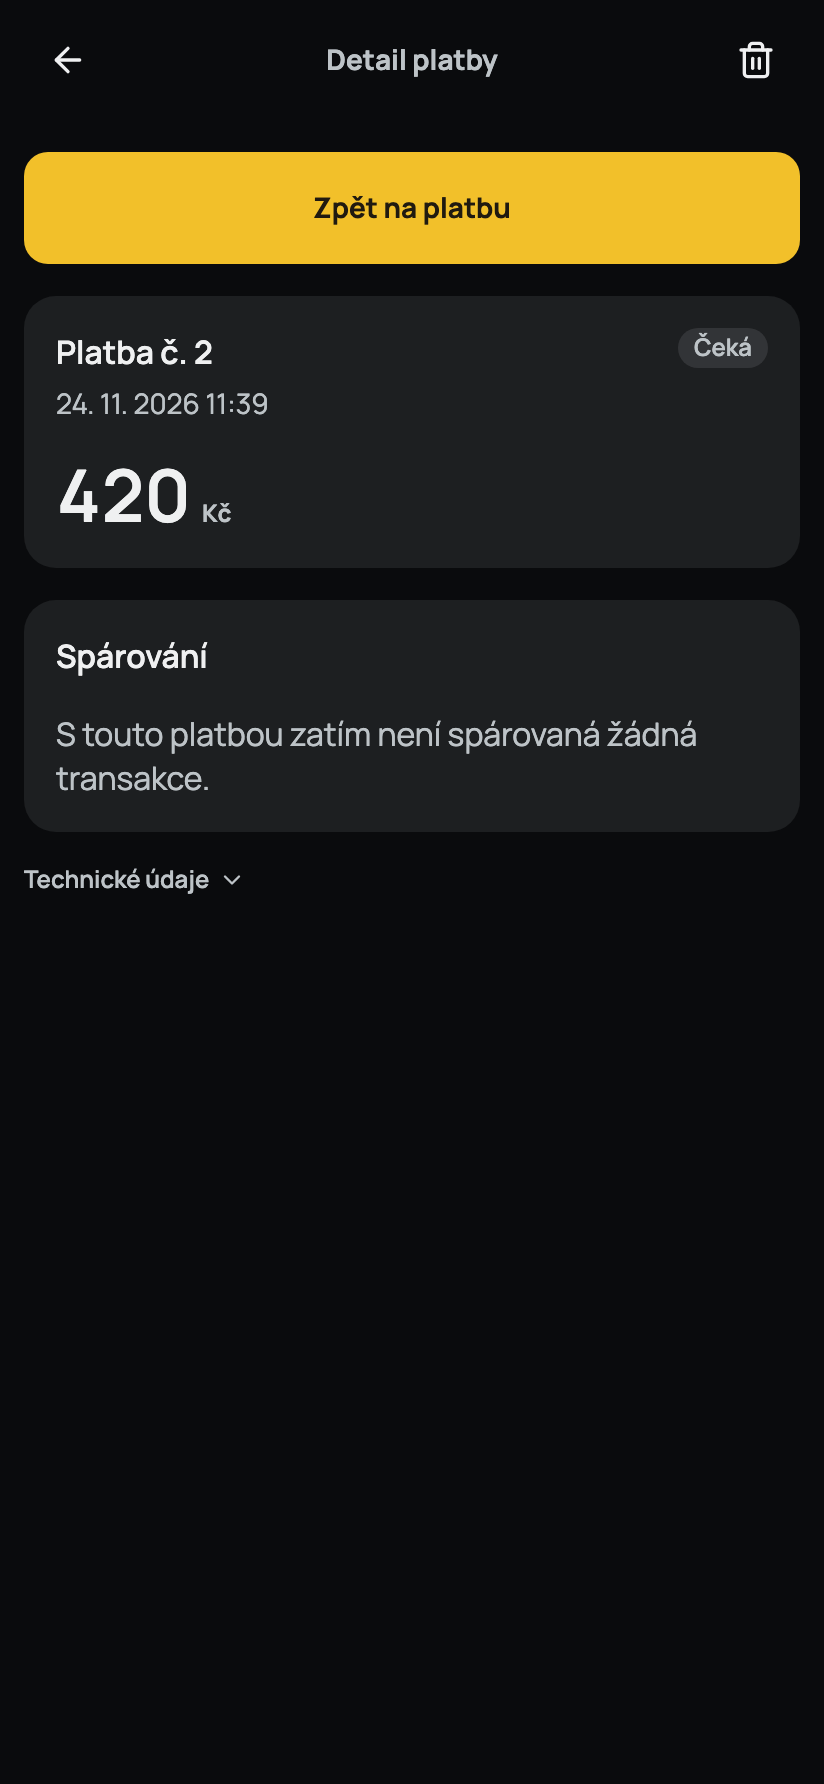 Detail platby
Zpět na platbu
Platba č. 2
Čeká
24. 11. 2026 11:39
420 Kč
Spárování
S touto platbou zatím není spárovaná žádná
transakce.
Technické údaje